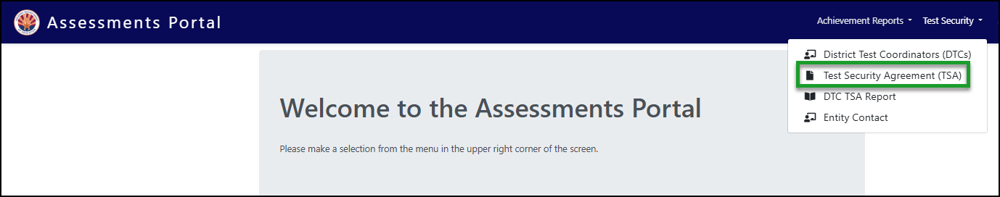 Assessments Portal
Achievement Reports
Test Security
District Test Coordinators (DTCs)
Test Security Agreement (TSA)
DTC TSA Report
Entity Contact
Welcome to the Assessments Portal
Please make a selection from the menu in the upper right corner of the screen.